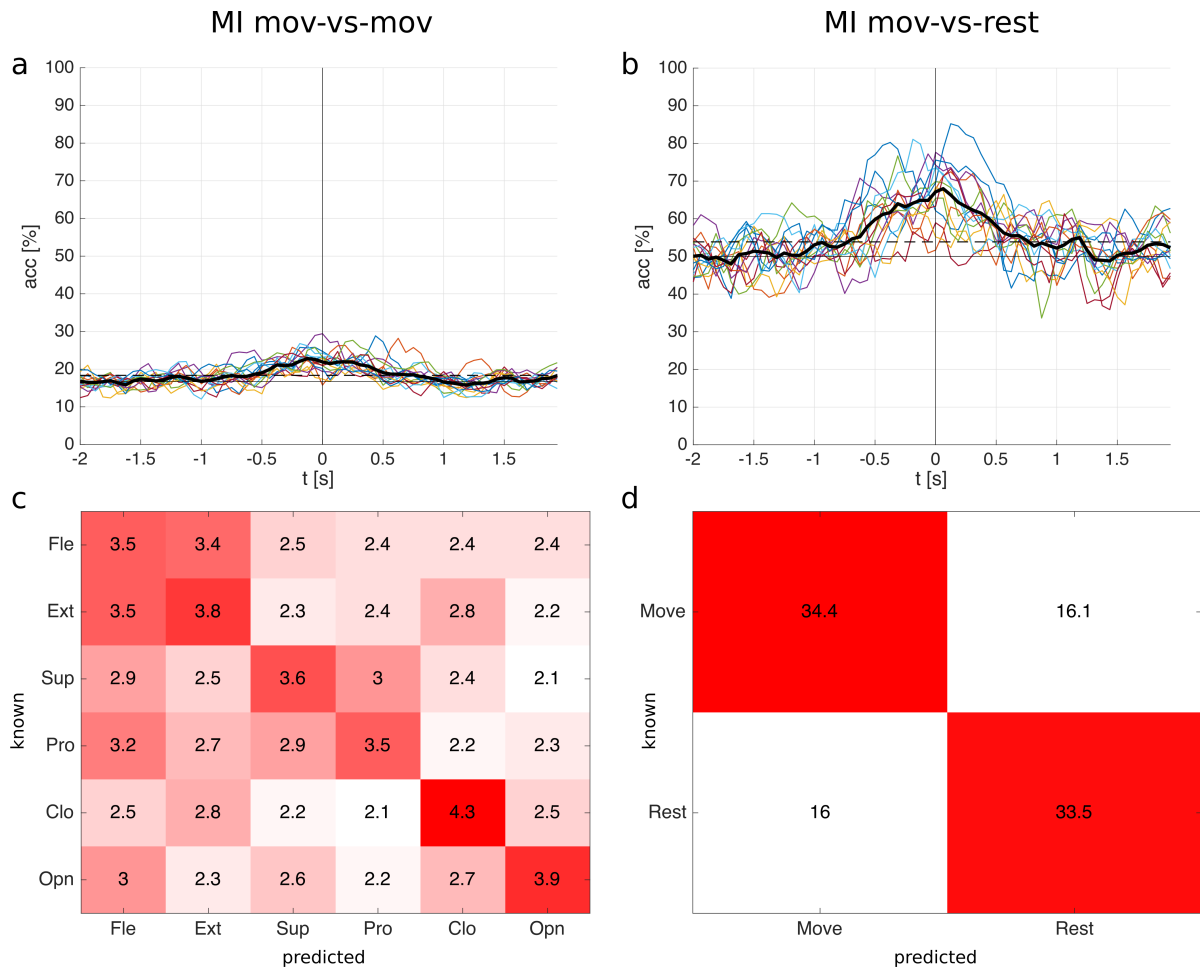 MI mov-vs-mov
MI mov-vs-rest
a
100
90
80
70
60
50
40
30
20
10
0
acc [%]
-2 -1.5 -1 -0.5 0 0.5 1 1.5
t [s]
b
100
90
80
70
60
50
40
30
20
10
0
acc [%]
-2 -1.5 -1 -0.5 0 0.5 1 1.5
t [s]
c
known
Fle 3.5 3.4 2.5 2.4 2.4 2.4
Ext 3.5 3.8 2.3 2.4 2.8 2.2
Sup 2.9 2.5 3.6 3 2.4 2.1
Pro 3.2 2.7 2.9 3.5 2.2 2.3
Clo 2.5 2.8 2.2 2.1 4.3 2.5
Opn 3 2.3 2.6 2.2 2.7 3.9
Fle Ext Sup Pro Clo Opn
predicted
d
known
Move 34.4 16.1
Rest 16 33.5
Move Rest
predicted